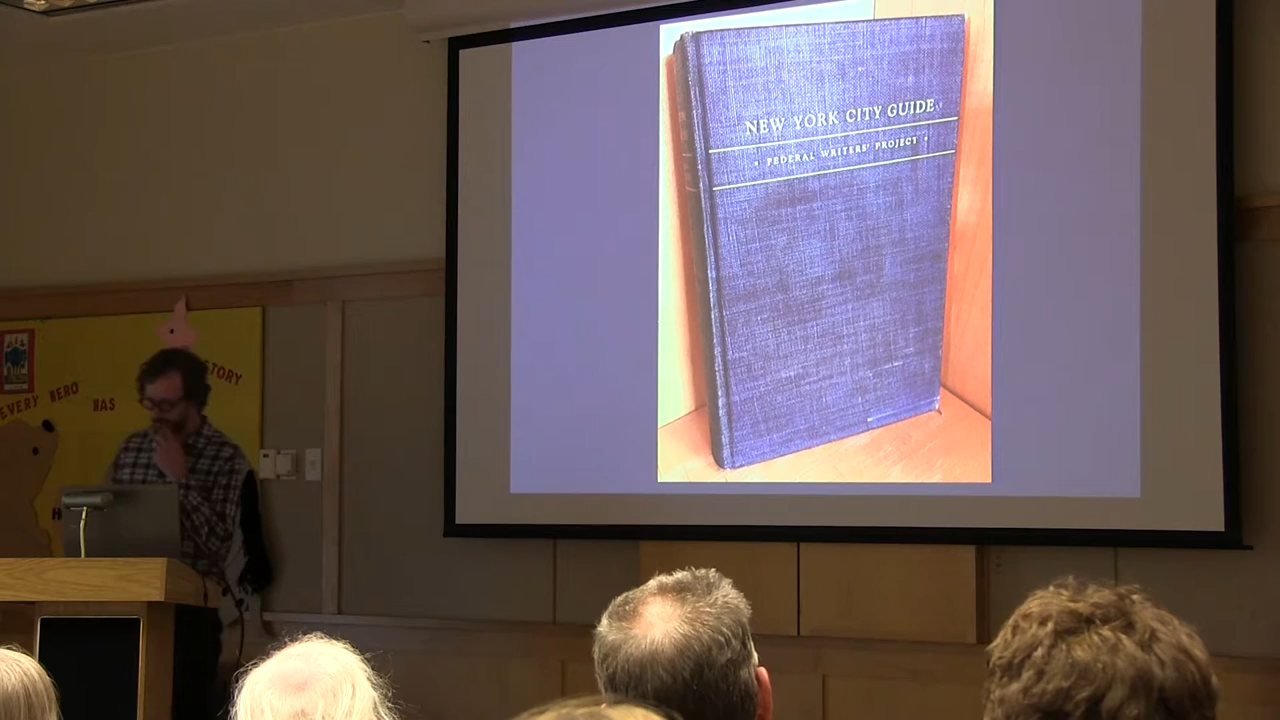 NEW YORK CITY GUIDE
• FEDERAL WRITERS' PROJECT •
EVERY HERO HAS
STORY